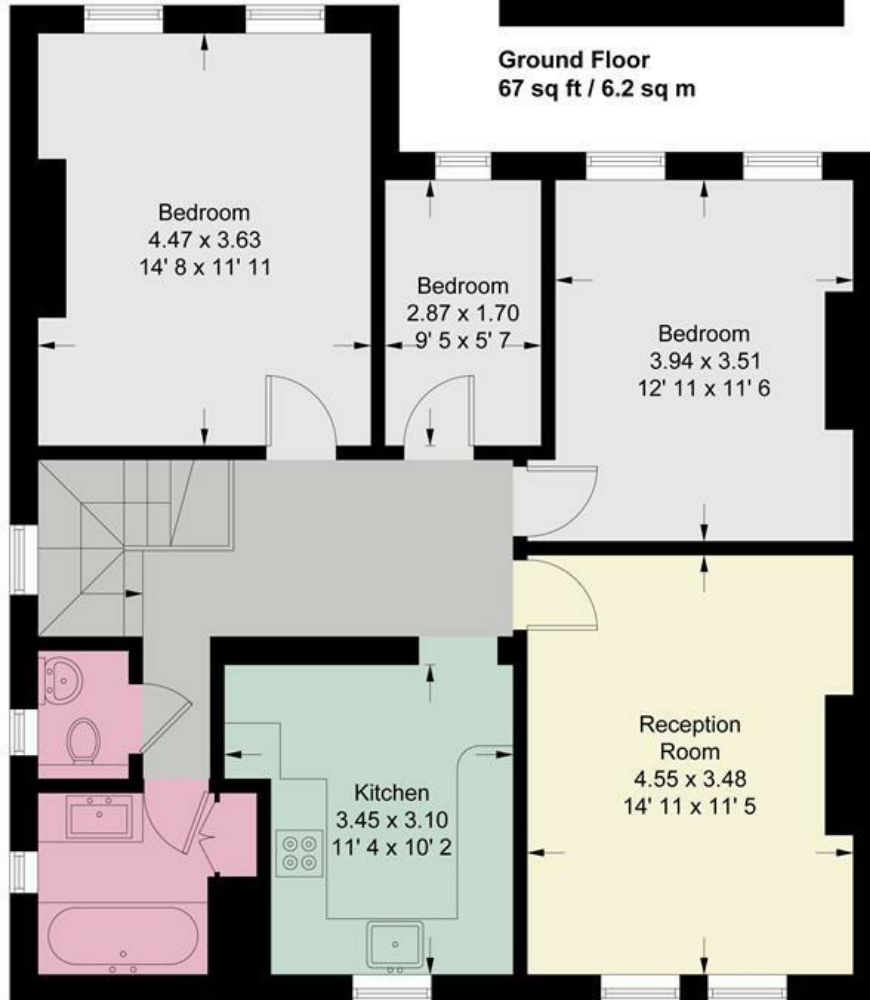 Ground Floor
67 sq ft / 6.2 sq m
Bedroom
4.47 x 3.63
14' 8 x 11' 11
Bedroom
2.87 x 1.70
9' 5 x 5' 7
Bedroom
3.94 x 3.51
12' 11 x 11' 6
Reception
Room
4.55 x 3.48
14' 11 x 11' 5
Kitchen
3.45 x 3.10
11' 4 x 10' 2